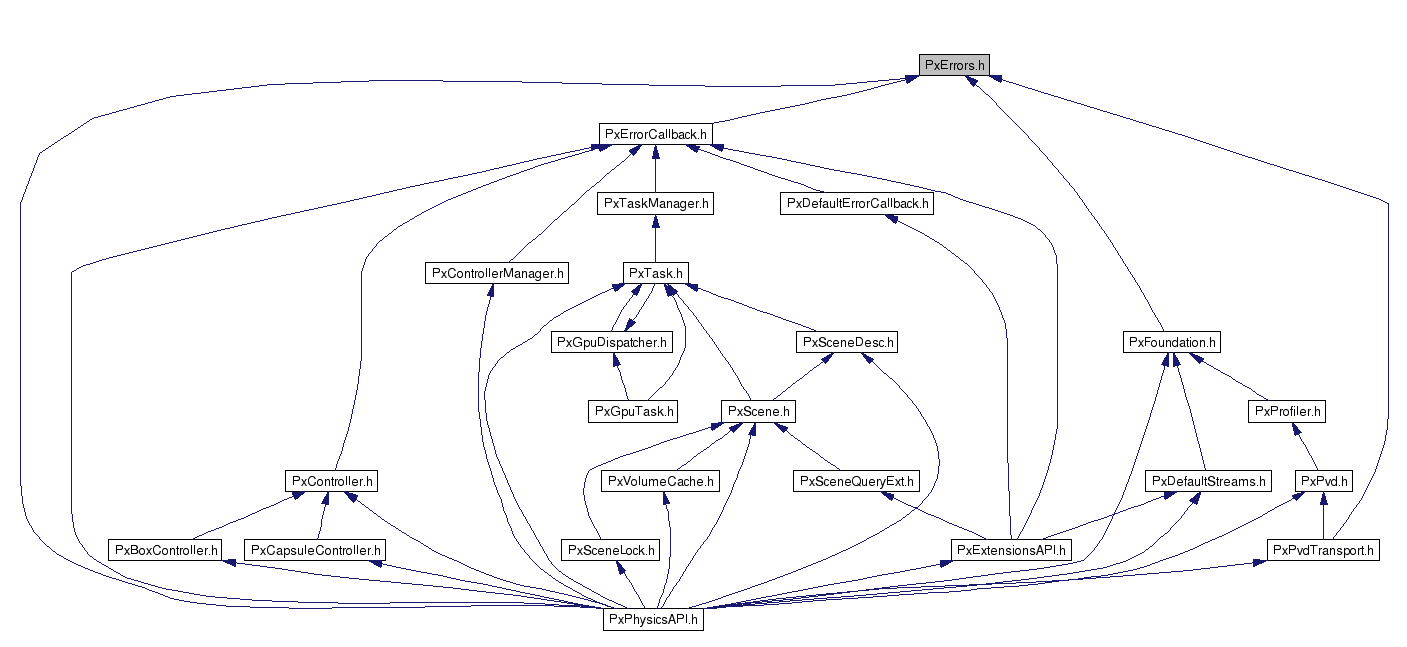 PxErrors.h
PxErrorCallback.h
PxTaskManager.h
PxDefaultErrorCallback.h
PxControllerManager.h
PxTask.h
PxGpuDispatcher.h
PxSceneDesc.h
PxFoundation.h
PxGpuTask.h
PxScene.h
PxProfiler.h
PxController.h
PxVolumeCache.h
PxSceneQueryExt.h
PxDefaultStreams.h
PxPvd.h
PxBoxController.h
PxCapsuleController.h
PxSceneLock.h
PxExtensionsAPI.h
PxPvdTransport.h
PxPhysicsAPI.h